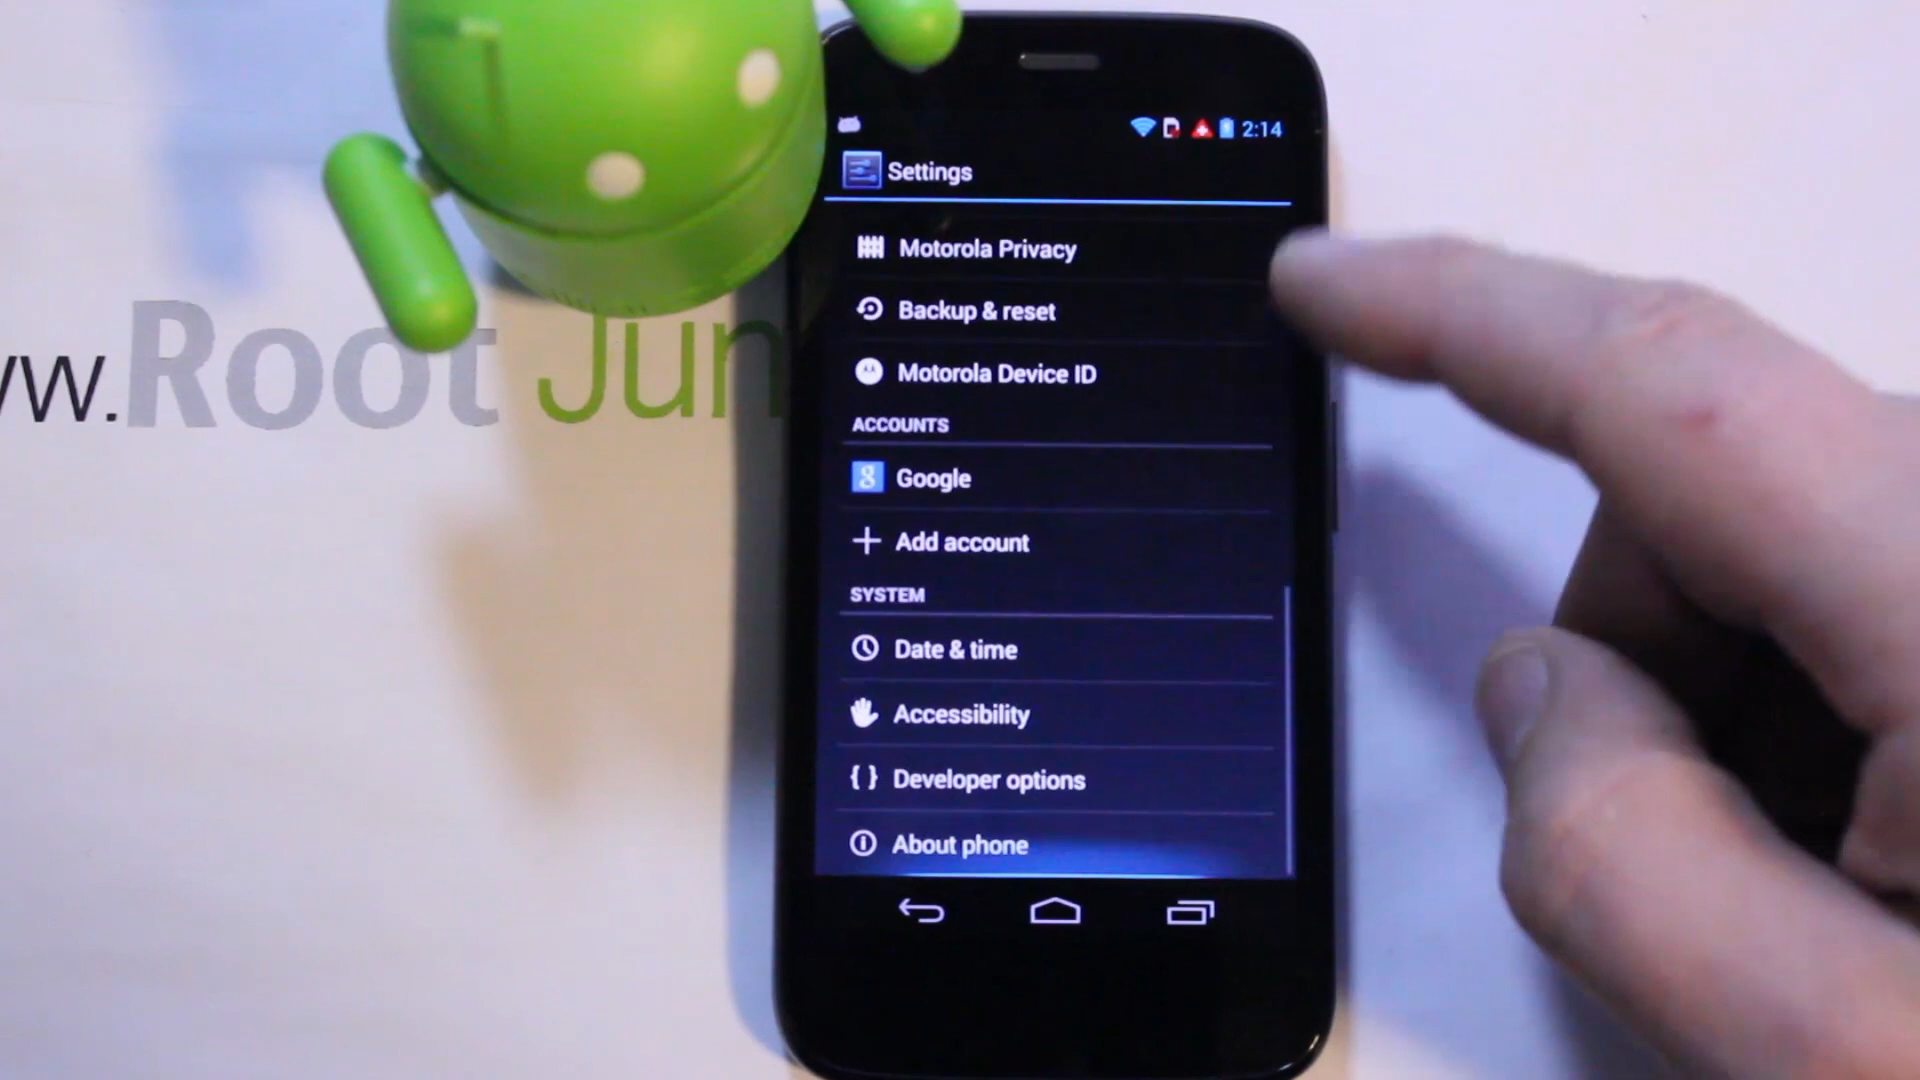 2:14
Settings
Motorola Privacy
Backup & reset
Motorola Device ID
ACCOUNTS
Google
Add account
SYSTEM
Date & time
Accessibility
Developer options
About phone
w.Root Jun